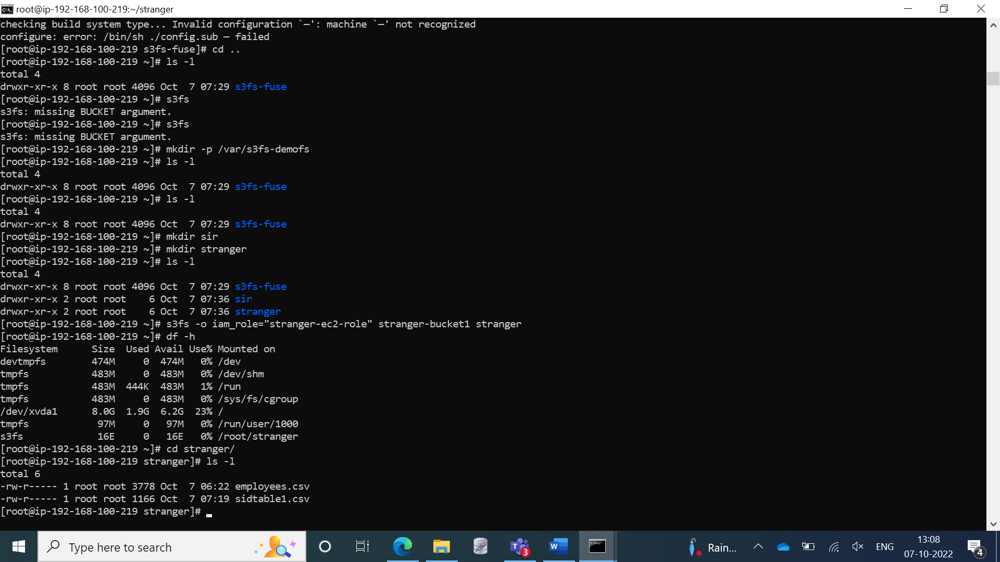 root@ip-192-168-100-219:~/stranger
checking build system type... Invalid configuration `—': machine `—' not recognized
configure: error: /bin/sh ./config.sub — failed
[root@ip-192-168-100-219 s3fs-fuse]# cd ..
[root@ip-192-168-100-219 ~]# ls -l
total 4
drwxr-xr-x 8 root root 4096 Oct  7 07:29 s3fs-fuse
[root@ip-192-168-100-219 ~]# s3fs
s3fs: missing BUCKET argument.
[root@ip-192-168-100-219 ~]# s3fs
s3fs: missing BUCKET argument.
[root@ip-192-168-100-219 ~]# mkdir -p /var/s3fs-demofs
[root@ip-192-168-100-219 ~]# ls -l
total 4
drwxr-xr-x 8 root root 4096 Oct  7 07:29 s3fs-fuse
[root@ip-192-168-100-219 ~]# ls -l
total 4
drwxr-xr-x 8 root root 4096 Oct  7 07:29 s3fs-fuse
[root@ip-192-168-100-219 ~]# mkdir sir
[root@ip-192-168-100-219 ~]# mkdir stranger
[root@ip-192-168-100-219 ~]# ls -l
total 4
drwxr-xr-x 8 root root 4096 Oct  7 07:29 s3fs-fuse
drwxr-xr-x 2 root root    6 Oct  7 07:36 sir
drwxr-xr-x 2 root root    6 Oct  7 07:36 stranger
[root@ip-192-168-100-219 ~]# s3fs -o iam_role="stranger-ec2-role" stranger-bucket1 stranger
[root@ip-192-168-100-219 ~]# df -h
Filesystem      Size  Used Avail Use% Mounted on
devtmpfs        474M     0  474M   0% /dev
tmpfs           483M     0  483M   0% /dev/shm
tmpfs           483M  444K  483M   1% /run
tmpfs           483M     0  483M   0% /sys/fs/cgroup
/dev/xvda1      8.0G  1.9G  6.2G  23% /
tmpfs            97M     0   97M   0% /run/user/1000
s3fs             16E     0   16E   0% /root/stranger
[root@ip-192-168-100-219 ~]# cd stranger/
[root@ip-192-168-100-219 stranger]# ls -l
total 6
-rw-r----- 1 root root 3778 Oct  7 06:22 employees.csv
-rw-r----- 1 root root 1166 Oct  7 07:19 sidtable1.csv
[root@ip-192-168-100-219 stranger]#
Type here to search
T 3
W
Rain...
ENG
13:08
07-10-2022
4